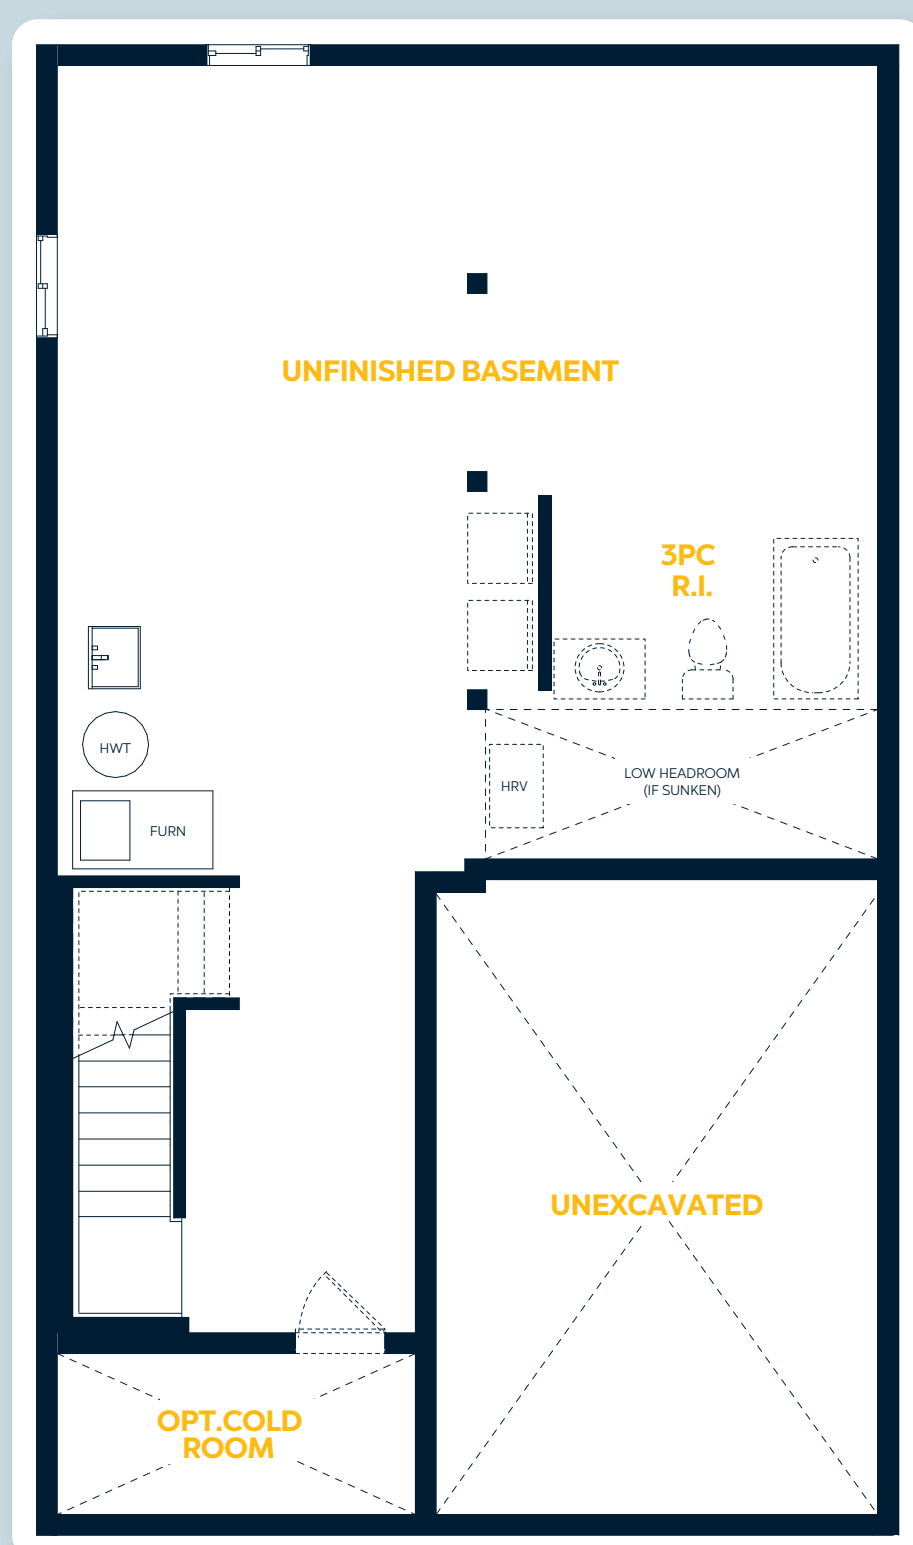 UNFINISHED BASEMENT
3PC
R.I.
HWT
LOW HEADROOM
(IF SUNKEN)
HRV
FURN
UNEXCAVATED
OPT.COLD
ROOM